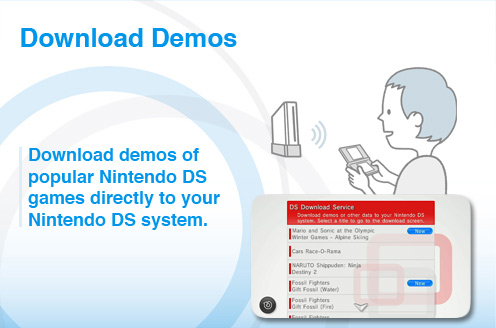 Download Demos
Download demos of
popular Nintendo DS
games directly to your
Nintendo DS system.
DS Download Service
Download demos or other data to your Nintendo DS
system. Select a title to go to the download screen.
Mario and Sonic at the Olympic
Winter Games - Alpine Skiing
New
Cars Race-O-Rama
NARUTO Shippuden: Ninja
Destiny 2
Fossil Fighters
Gift Fossil (Water)
New
Fossil Fighters
Gift Fossil (Fire)
Fossil Fighters